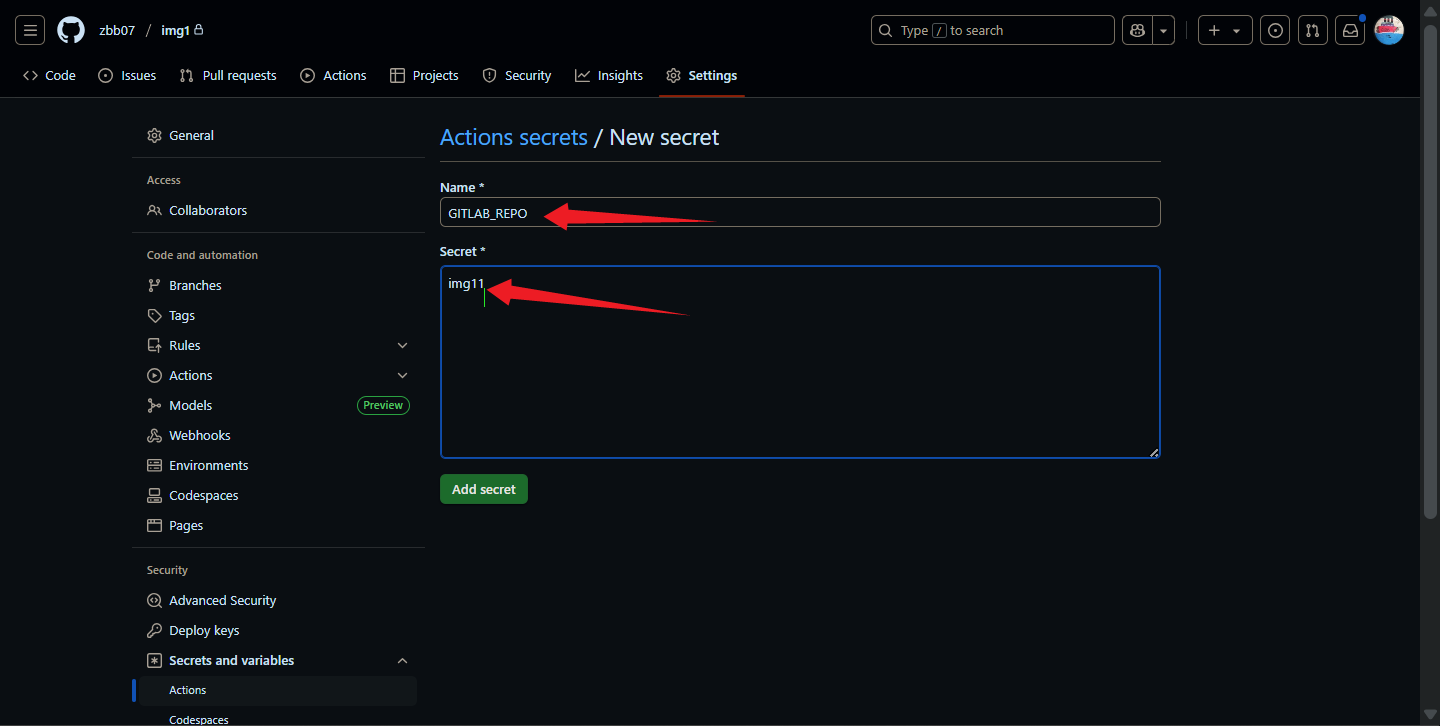 zbb07 / img1
Type / to search
Code
Issues
Pull requests
Actions
Projects
Security
Insights
Settings
General
Access
Collaborators
Code and automation
Branches
Tags
Rules
Actions
Models Preview
Webhooks
Environments
Codespaces
Pages
Security
Advanced Security
Deploy keys
Secrets and variables
Actions
Codespaces
Actions secrets / New secret
Name *
GITLAB_REPO
Secret *
img11
Add secret